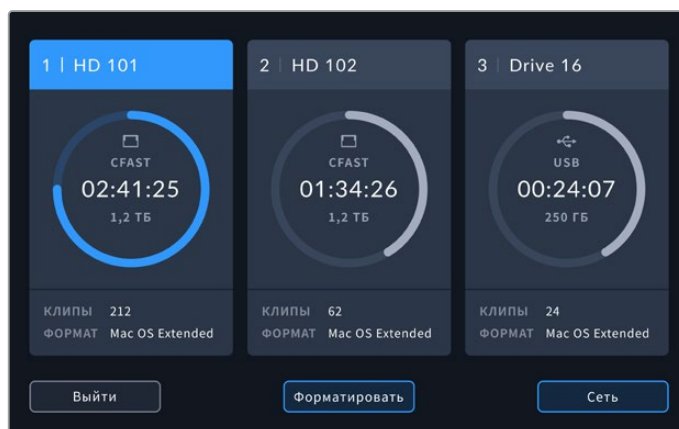 1 | HD 101
CFAST
02:41:25
1,2 ТБ
КЛИПЫ 212
ФОРМАТ Mac OS Extended
2 | HD 102
CFAST
01:34:26
1,2 ТБ
КЛИПЫ 62
ФОРМАТ Mac OS Extended
3 | Drive 16
USB
00:24:07
250 ГБ
КЛИПЫ 24
ФОРМАТ Mac OS Extended
Выйти
Форматировать
Сеть